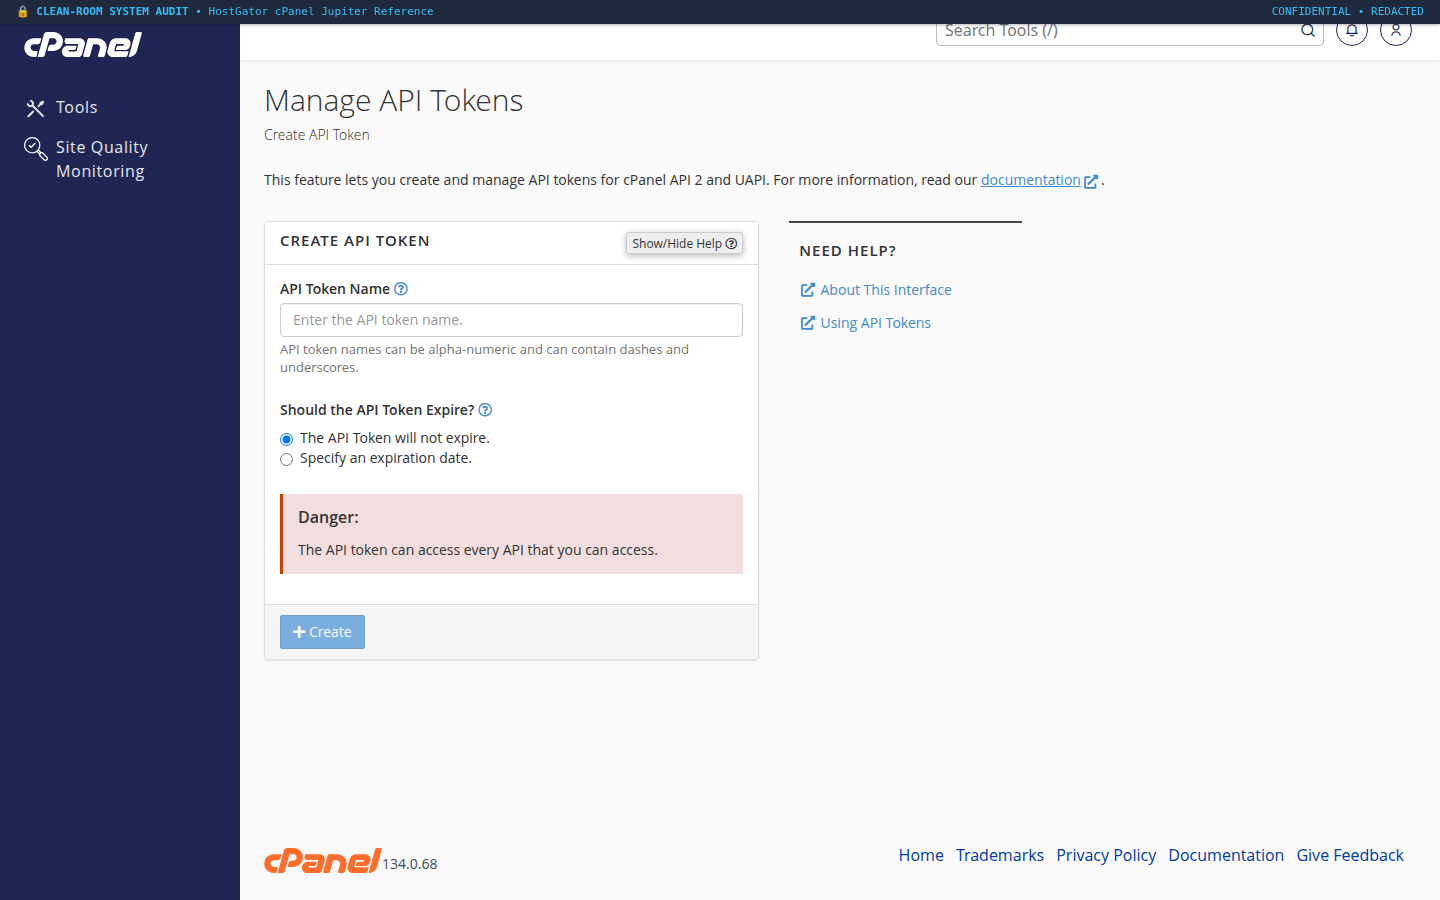 🔒 CLEAN-ROOM SYSTEM AUDIT • HostGator cPanel Jupiter Reference
CONFIDENTIAL • REDACTED
cPanel
Search Tools (/)
Tools
Site Quality
Monitoring
Manage API Tokens
Create API Token
This feature lets you create and manage API tokens for cPanel API 2 and UAPI. For more information, read our documentation .
CREATE API TOKEN
Show/Hide Help
API Token Name
Enter the API token name.
API token names can be alpha-numeric and can contain dashes and
underscores.
Should the API Token Expire?
The API Token will not expire.
Specify an expiration date.
Danger:
The API token can access every API that you can access.
Create
NEED HELP?
About This Interface
Using API Tokens
cPanel 134.0.68
Home Trademarks Privacy Policy Documentation Give Feedback